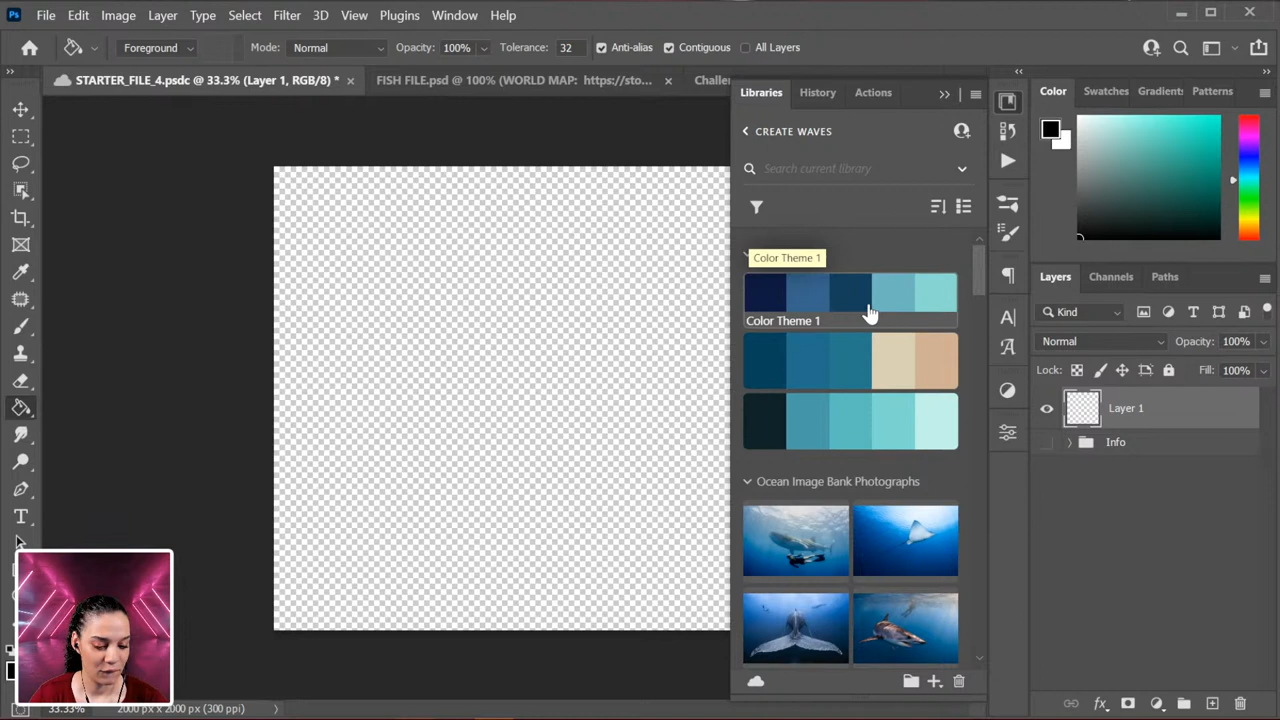 Ps File Edit Image Layer Type Select Filter 3D View Plugins Window Help
Foreground Mode: Normal Opacity: 100% Tolerance: 32 Anti-alias Contiguous All Layers
STARTER_FILE_4.psdc @ 33.3% (Layer 1, RGB/8) * × FISH FILE.psd @ 100% (WORLD MAP: https://sto... × Challen
Libraries History Actions
CREATE WAVES
Search current library
Color Theme 1
Color Theme 1
Ocean Image Bank Photographs
Color Swatches Gradients Patterns
Layers Channels Paths
Kind
Normal Opacity: 100%
Lock: Fill: 100%
Layer 1
Info
33.33% 2000 px x 2000 px (300 ppi)